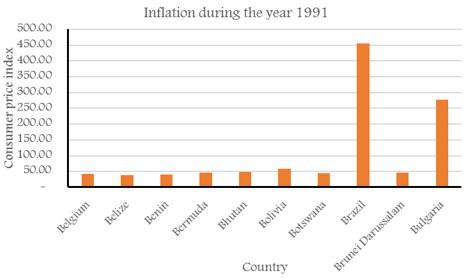 Inflation during the year 1991
Consumer price index
500.00
450.00
400.00
350.00
300.00
250.00
200.00
150.00
100.00
50.00
-
Belgium
Belize
Benin
Bermuda
Bhutan
Bolivia
Botswana
Brazil
Brunei Darussalam
Bulgaria
Country